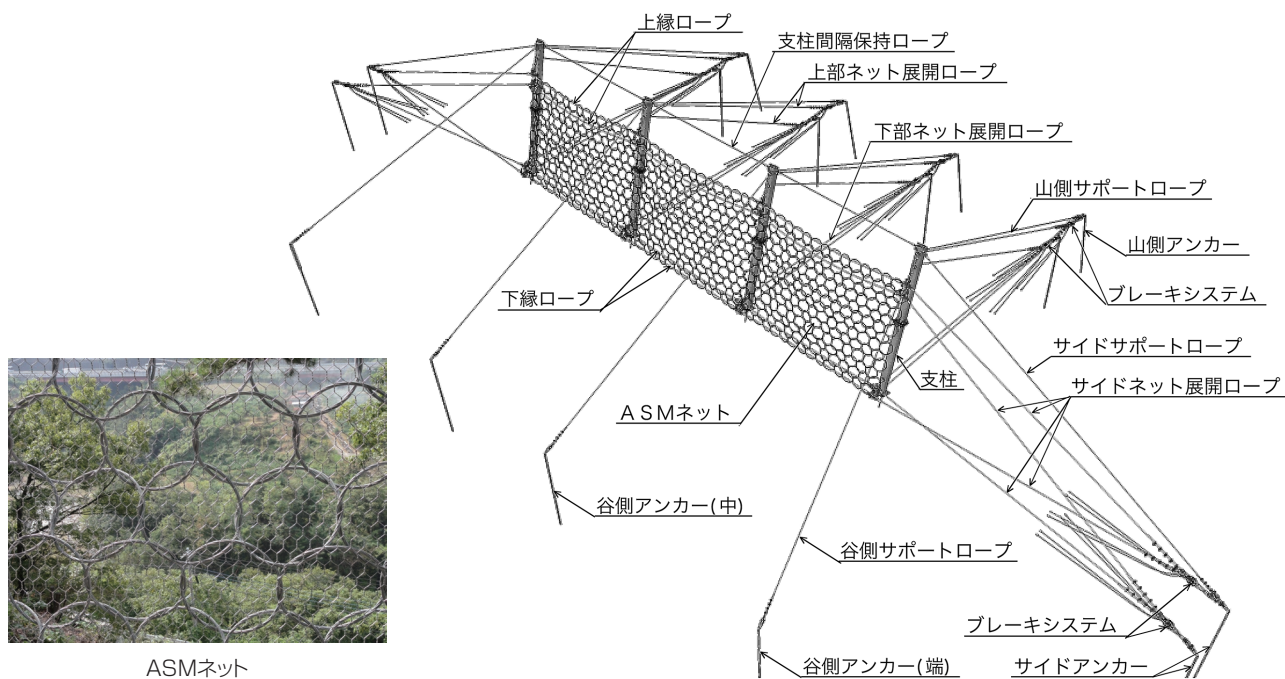 上縁ロープ
支柱間隔保持ロープ
上部ネット展開ロープ
下部ネット展開ロープ
山側サポートロープ
山側アンカー
ブレーキシステム
下縁ロープ
サイドサポートロープ
支柱
サイドネット展開ロープ
ASMネット
谷側アンカー(中)
谷側サポートロープ
ブレーキシステム
谷側アンカー(端)
サイドアンカー
ASMネット